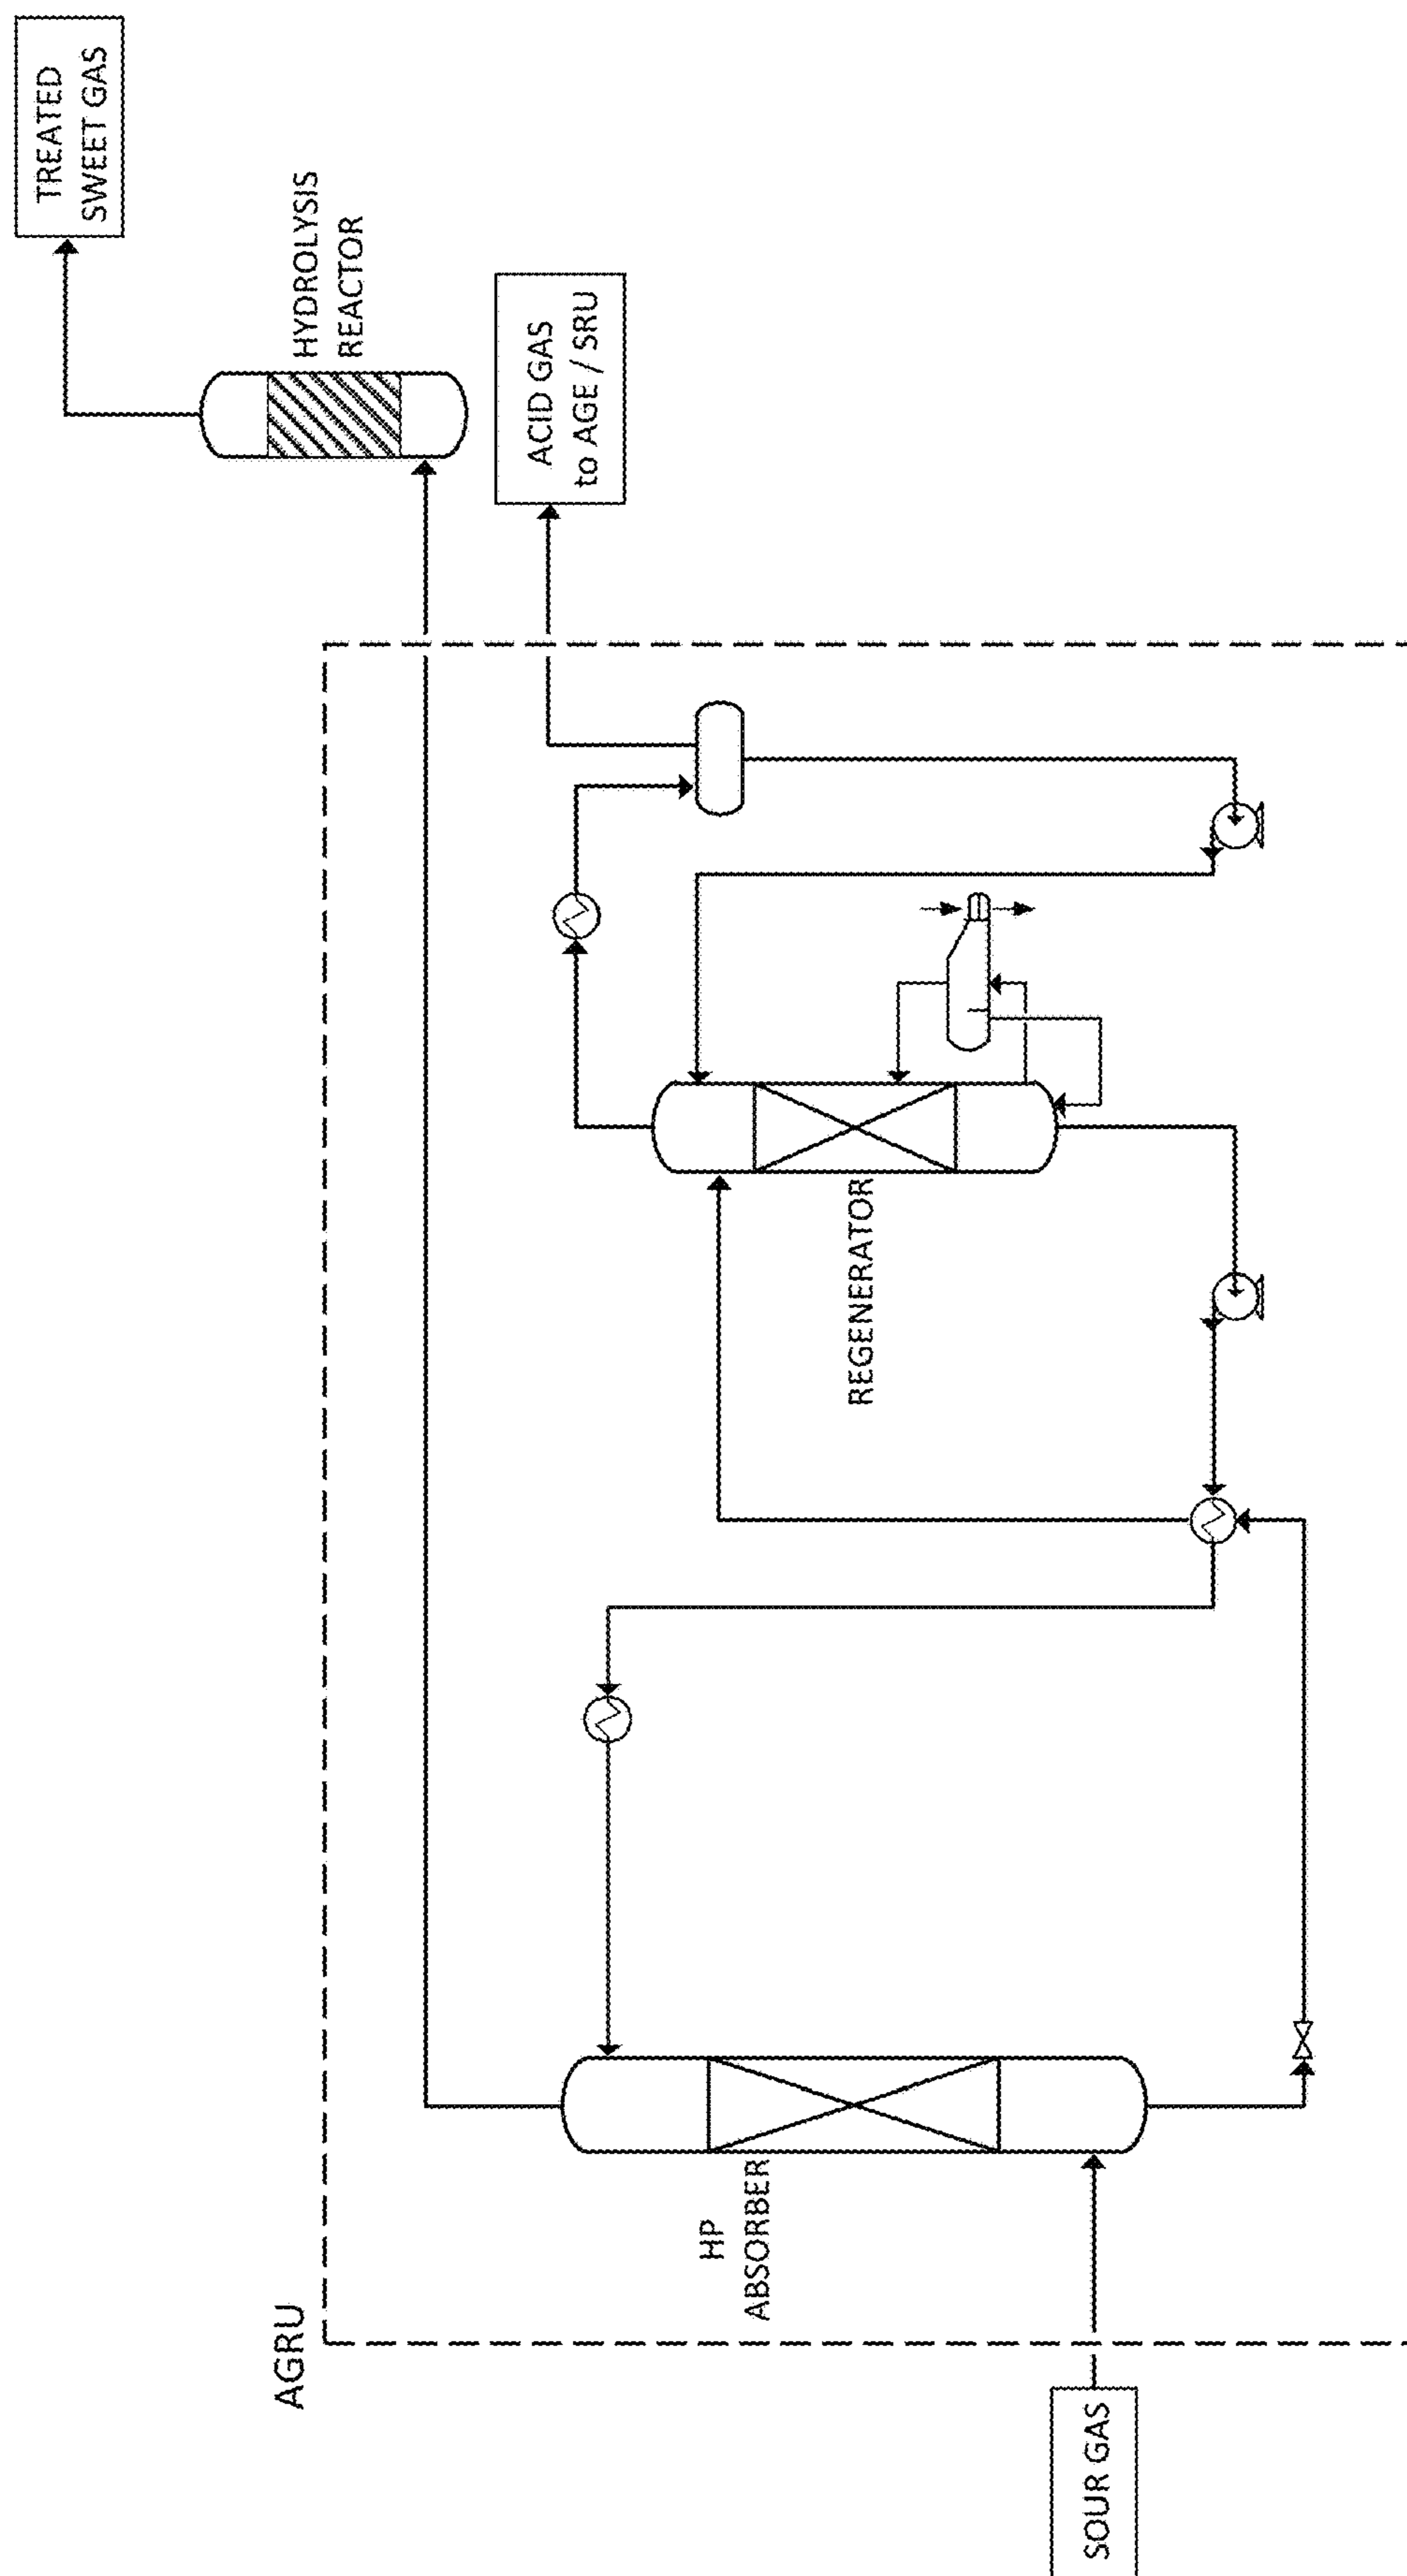 AGRU
TREATED
SWEET GAS
HYDROLYSIS
REACTOR
ACID GAS
to AGE / SRU
HP
ABSORBER
REGENERATOR
SOUR GAS